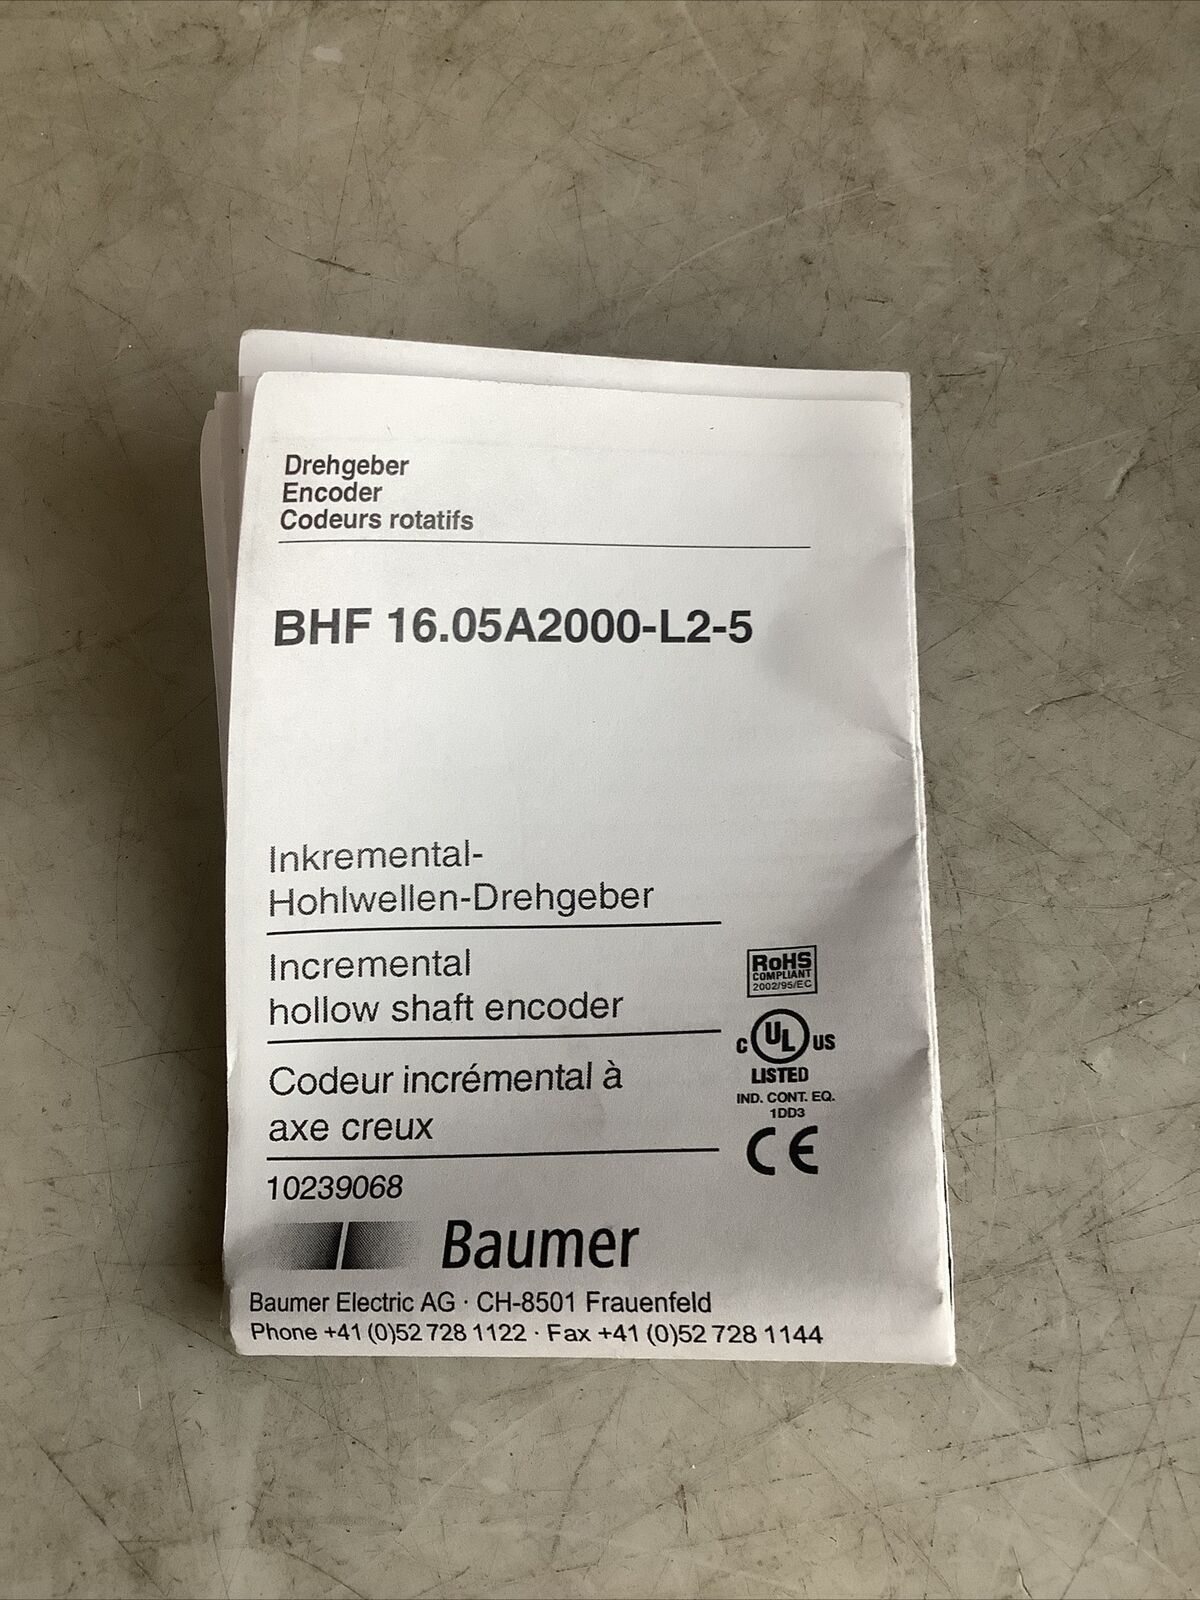 Drehgeber
Encoder
Codeurs rotatifs
BHF 16.05A2000-L2-5
Inkremental-
Hohlwellen-Drehgeber
Incremental
hollow shaft encoder
Codeur incrémental à
axe creux
10239068
RoHS
COMPLIANT
2002/95/EC
C UL US
LISTED
IND. CONT. EQ.
1DD3
CE
Baumer
Baumer Electric AG · CH-8501 Frauenfeld
Phone +41 (0)52 728 1122 · Fax +41 (0)52 728 1144